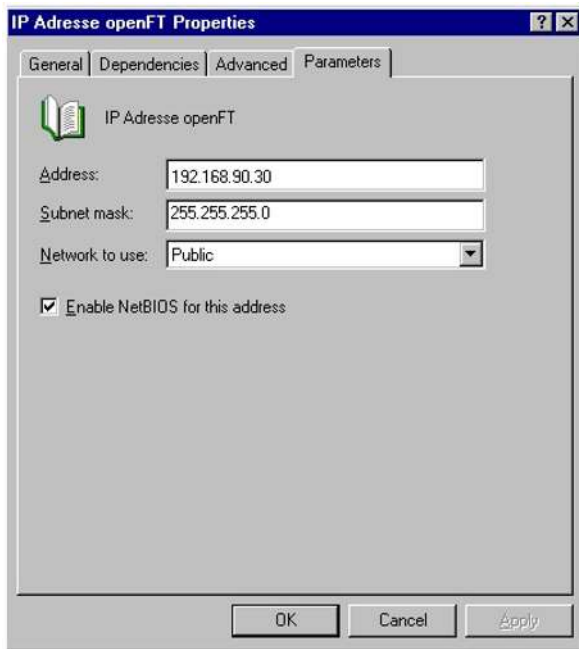 IP Adresse openFT Properties
General Dependencies Advanced Parameters
IP Adresse openFT
Address: 192.168.90.30
Subnet mask: 255.255.255.0
Network to use: Public
Enable NetBIOS for this address
OK Cancel Apply